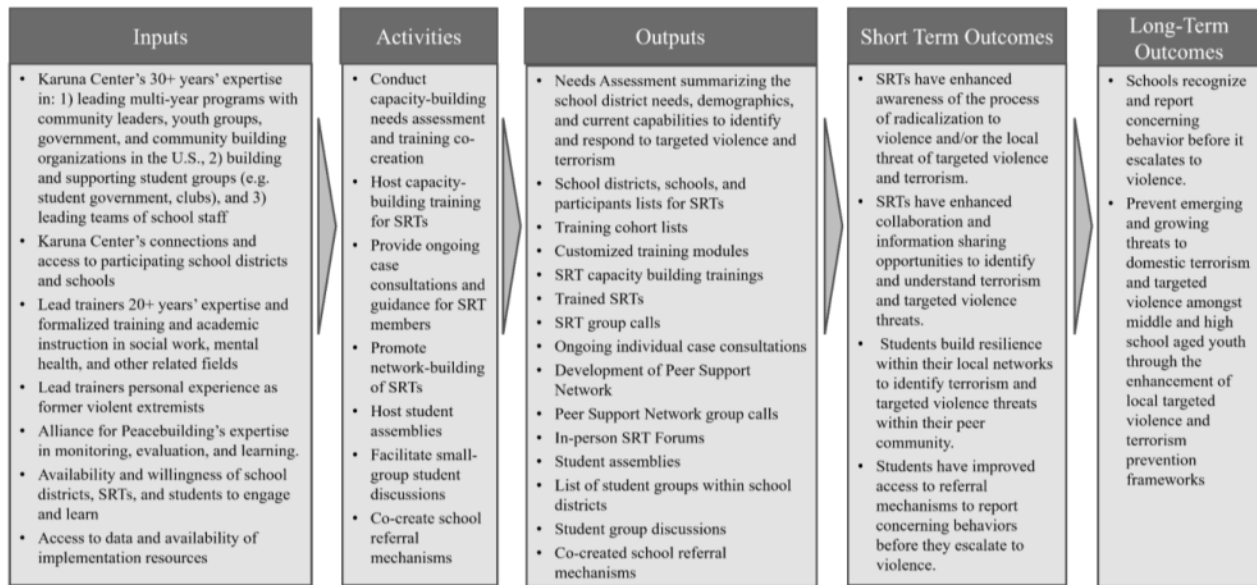 Inputs
• Karuna Center's 30+ years' expertise
in: 1) leading multi-year programs with
community leaders, youth groups,
government, and community building
organizations in the U.S., 2) building
and supporting student groups (e.g.
student government, clubs), and 3)
leading teams of school staff
• Karuna Center's connections and
access to participating school districts
and schools
• Lead trainers 20+ years' expertise and
formalized training and academic
instruction in social work, mental
health, and other related fields
• Lead trainers personal experience as
former violent extremists
• Alliance for Peacebuilding's expertise
in monitoring, evaluation, and learning.
• Availability and willingness of school
districts, SRTs, and students to engage
and learn
• Access to data and availability of
implementation resources
Activities
• Conduct
capacity-building
needs assessment
and training co-
creation
• Host capacity-
building training
for SRTs
• Provide ongoing
case
consultations and
guidance for SRT
members
• Promote
network-building
of SRTs
• Host student
assemblies
• Facilitate small-
group student
discussions
• Co-create school
referral
mechanisms
Outputs
• Needs Assessment summarizing the
school district needs, demographics,
and current capabilities to identify
and respond to targeted violence and
terrorism
• School districts, schools, and
participants lists for SRTs
• Training cohort lists
• Customized training modules
• SRT capacity building trainings
• Trained SRTs
• SRT group calls
• Ongoing individual case consultations
• Development of Peer Support
Network
• Peer Support Network group calls
• In-person SRT Forums
• Student assemblies
• List of student groups within school
districts
• Student group discussions
• Co-created school referral
mechanisms
Short Term Outcomes
• SRTs have enhanced
awareness of the process
of radicalization to
violence and/or the local
threat of targeted violence
and terrorism.
• SRTs have enhanced
collaboration and
information sharing
opportunities to identify
and understand terrorism
and targeted violence
threats.
• Students build resilience
within their local networks
to identify terrorism and
targeted violence threats
within their peer
community.
• Students have improved
access to referral
mechanisms to report
concerning behaviors
before they escalate to
violence.
Long-Term
Outcomes
• Schools recognize
and report
concerning
behavior before it
escalates to
violence.
• Prevent emerging
and growing
threats to
domestic terrorism
and targeted
violence amongst
middle and high
school aged youth
through the
enhancement of
local targeted
violence and
terrorism
prevention
frameworks